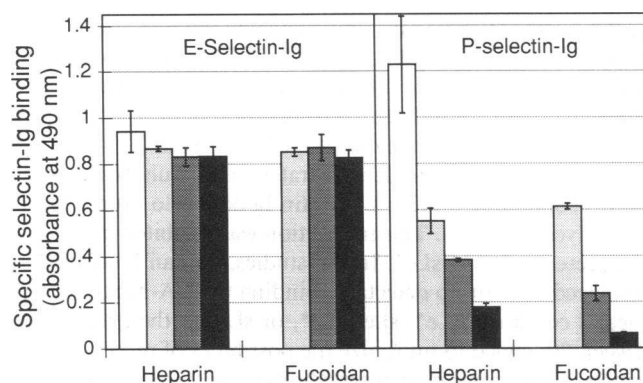 Specific selectin-Ig binding
(absorbance at 490 nm)
1.4
1.2
1
0.8
0.6
0.4
0.2
0
E-Selectin-Ig
P-selectin-Ig
Heparin
Fucoidan
Heparin
Fucoidan